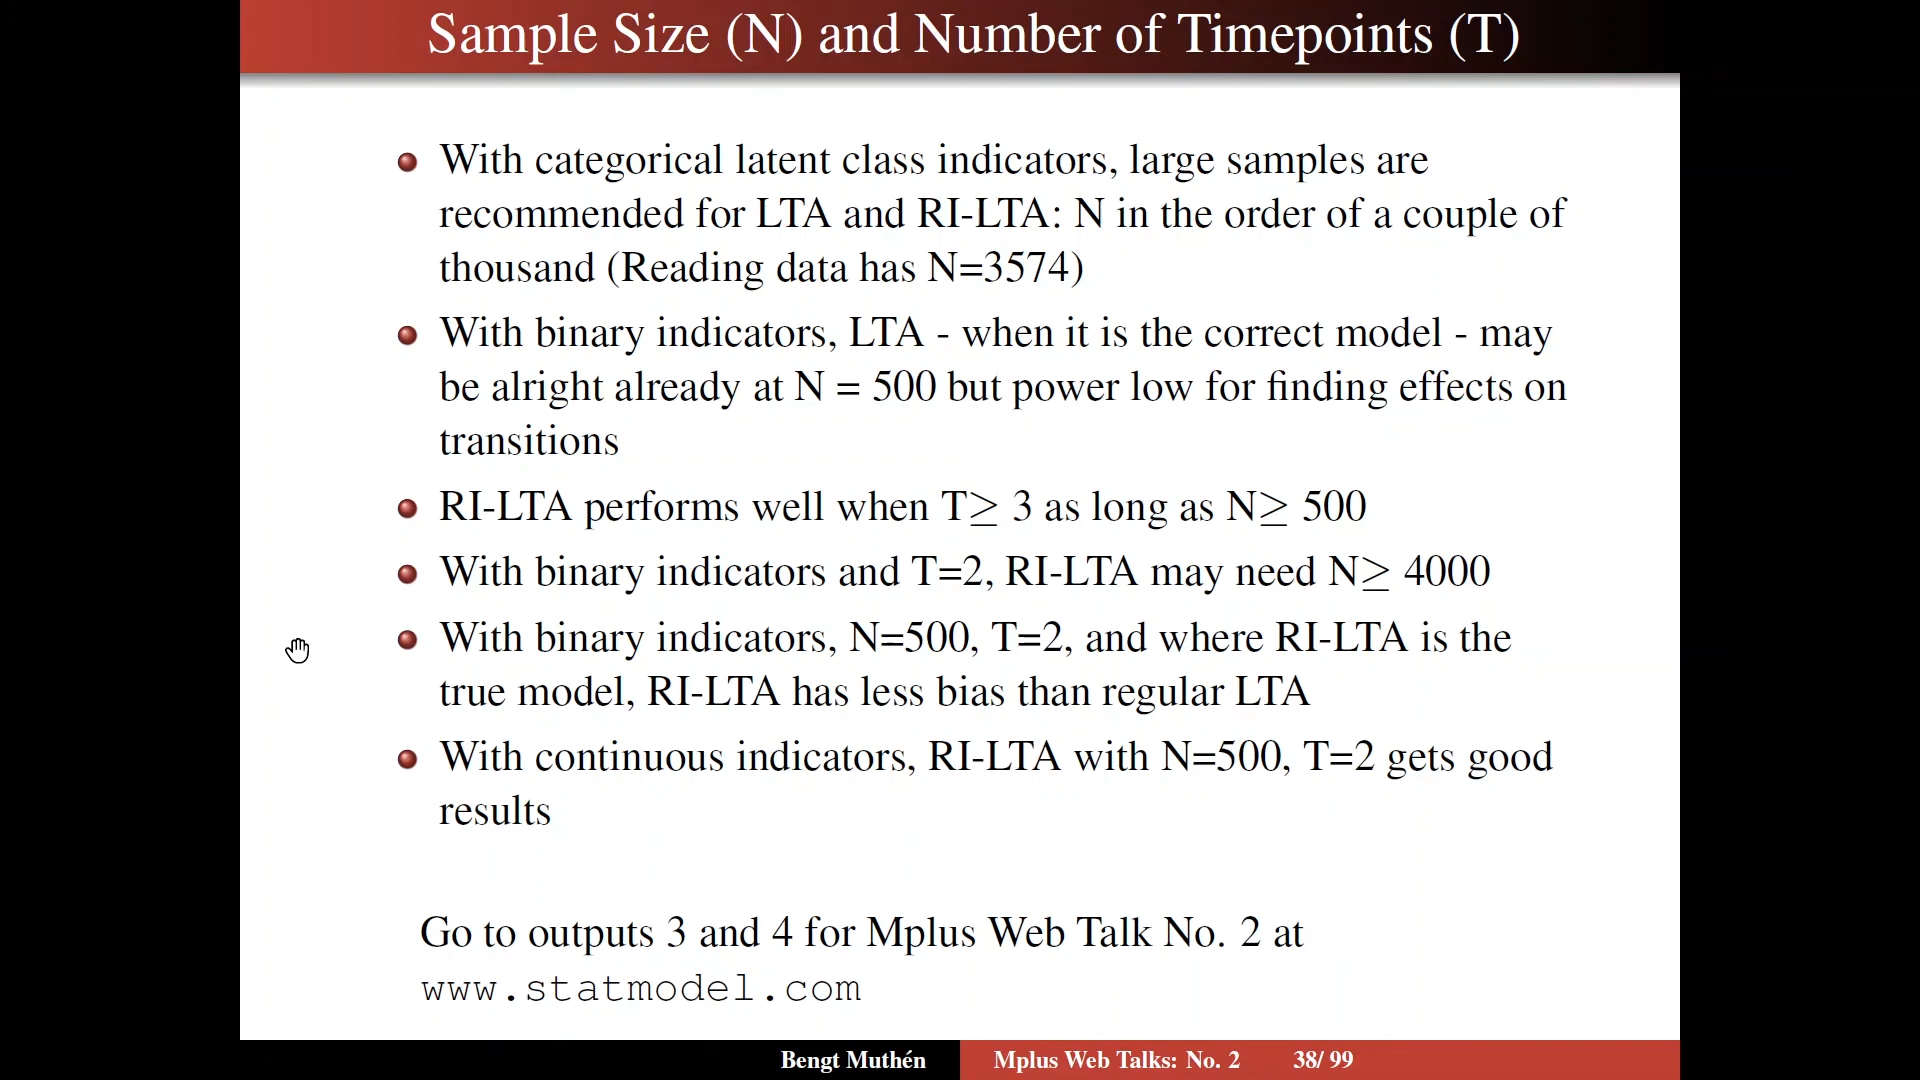 Sample Size (N) and Number of Timepoints (T)
With categorical latent class indicators, large samples are
recommended for LTA and RI-LTA: N in the order of a couple of
thousand (Reading data has N=3574)
With binary indicators, LTA - when it is the correct model - may
be alright already at N = 500 but power low for finding effects on
transitions
RI-LTA performs well when T≥ 3 as long as N≥ 500
With binary indicators and T=2, RI-LTA may need N≥ 4000
With binary indicators, N=500, T=2, and where RI-LTA is the
true model, RI-LTA has less bias than regular LTA
With continuous indicators, RI-LTA with N=500, T=2 gets good
results
Go to outputs 3 and 4 for Mplus Web Talk No. 2 at
www.statmodel.com
Bengt Muthén Mplus Web Talks: No. 2 38/ 99